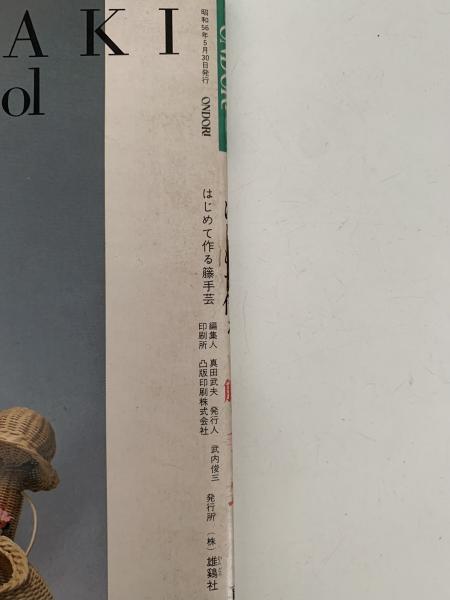 AKI
ol
昭和56年5月30日発行
ONDORI
はじめて作る籐手芸
編集人 真田武夫 発行人 武内俊三 発行所 (株)雄鷄社
印刷所 凸版印刷株式会社
ONDORI